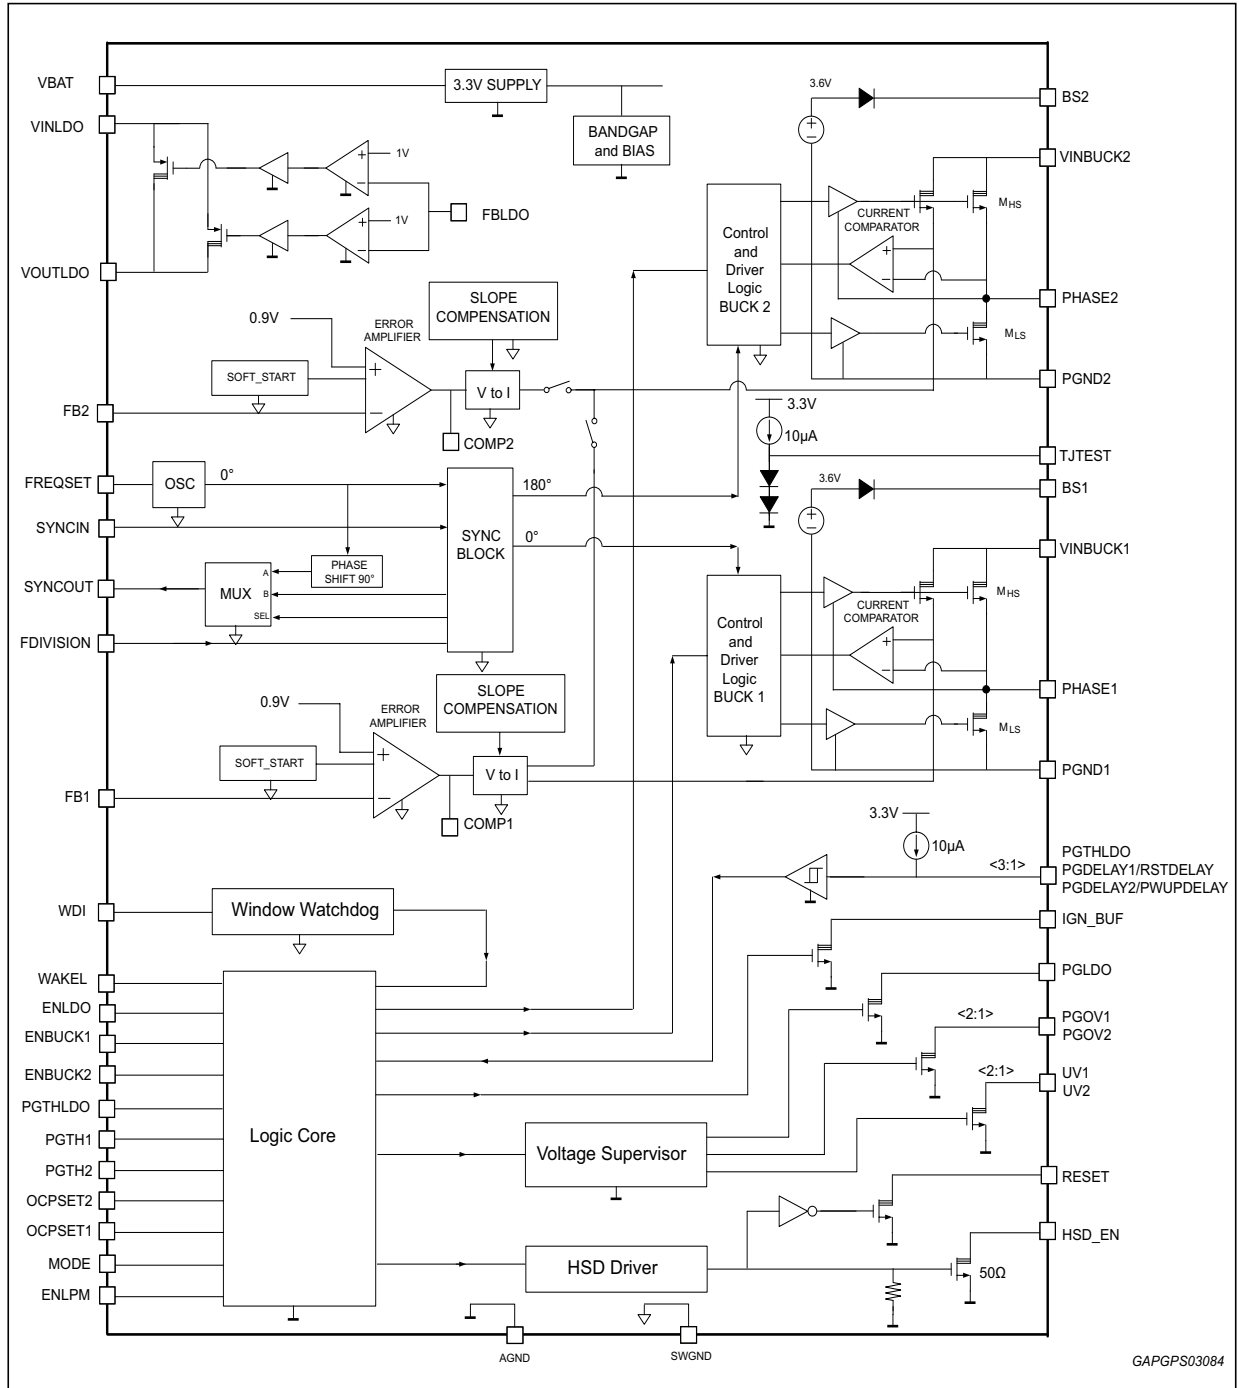 VBAT
3.3V SUPPLY
3.6V
BS2
VINLDO
BANDGAP
and BIAS
1V
VINBUCK2
FBLDO
1V
Control
and
Driver
Logic
BUCK 2
CURRENT
COMPARATOR
+
−
MHS
VOUTLDO
SLOPE
COMPENSATION
PHASE2
0.9V
ERROR
AMPLIFIER
MLS
SOFT_START
+
−
V to I
PGND2
FB2
COMP2
3.3V
10µA
TJTEST
FREQSET
OSC
0°
180°
3.6V
BS1
SYNCIN
SYNC
BLOCK
0°
VINBUCK1
SYNCOUT
MUX
A
B
SEL
PHASE
SHIFT 90°
Control
and
Driver
Logic
BUCK 1
CURRENT
COMPARATOR
+
−
MHS
FDIVISION
SLOPE
COMPENSATION
PHASE1
0.9V
ERROR
AMPLIFIER
MLS
SOFT_START
+
−
V to I
PGND1
FB1
COMP1
3.3V
10µA
<3:1>
PGTHLDO
PGDELAY1/RSTDELAY
PGDELAY2/PWUPDELAY
WDI
Window Watchdog
IGN_BUF
WAKEL
PGLDO
ENLDO
<2:1>
PGOV1
PGOV2
ENBUCK1
ENBUCK2
<2:1>
UV1
UV2
PGTHLDO
PGTH1
Logic Core
Voltage Supervisor
PGTH2
RESET
OCPSET2
OCPSET1
HSD_EN
MODE
HSD Driver
50Ω
ENLPM
AGND
SWGND
GAPGPS03084